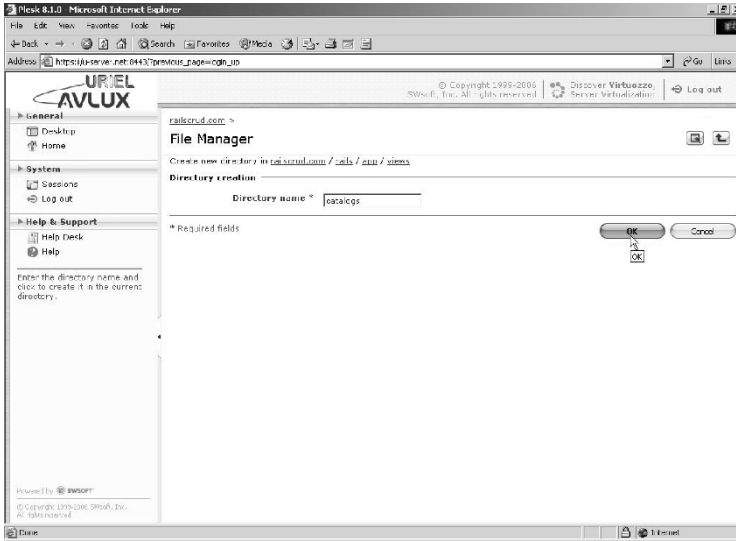 Plesk 8.1.0 Microsoft Internet Explorer
File Edit View Favorites Tools Help
Back Search Favorites Media
Address https://u-server.net:8443/?previous_page=login_up Go Links
URIEL
AVLUX
© Copyright 1999-2006
SWsoft, Inc. All rights reserved
Discover Virtuozzo,
Server Virtualization
Log out
General
Desktop
Home
System
Sessions
Log out
Help & Support
Help Desk
Help
Enter the directory name and
click to create it in the current
directory.
railscrud.com >
File Manager
Create new directory in railscrud.com / rails / app / views
Directory creation
Directory name * catalogs
* Required fields
OK
Cancel
OK
Powered by SWSOFT
© Copyright 1999-2006 SWsoft, Inc.
All rights reserved
Done
Internet